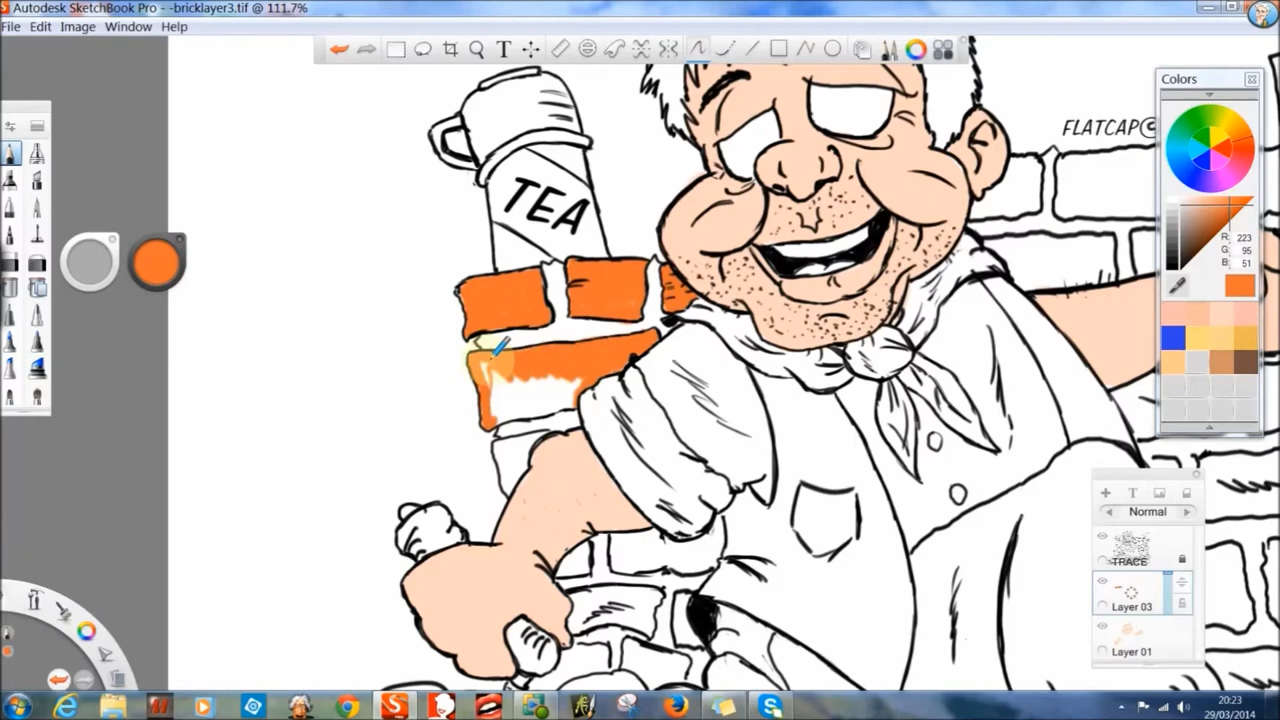 Autodesk SketchBook Pro - -bricklayer3.tif @ 111.7%
File Edit Image Window Help
T
Colors
FLATCAP©
TEA
R: 223
G: 95
B: 51
T
Normal
TRACE
Layer 03
Layer 01
20:23
29/03/2014